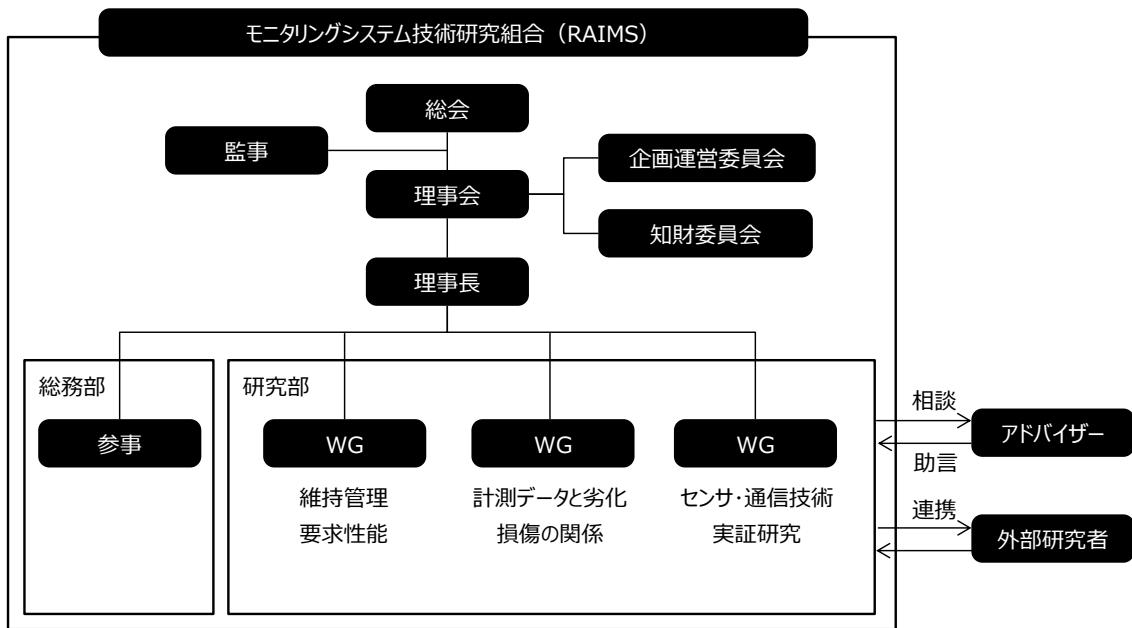 モニタリングシステム技術研究組合（RAIMS）
総会
監事
企画運営委員会
理事会
知財委員会
理事長
総務部
研究部
参事
WG
WG
WG
維持管理
要求性能
計測データと劣化
損傷の関係
センサ・通信技術
実証研究
相談
アドバイザー
助言
連携
外部研究者